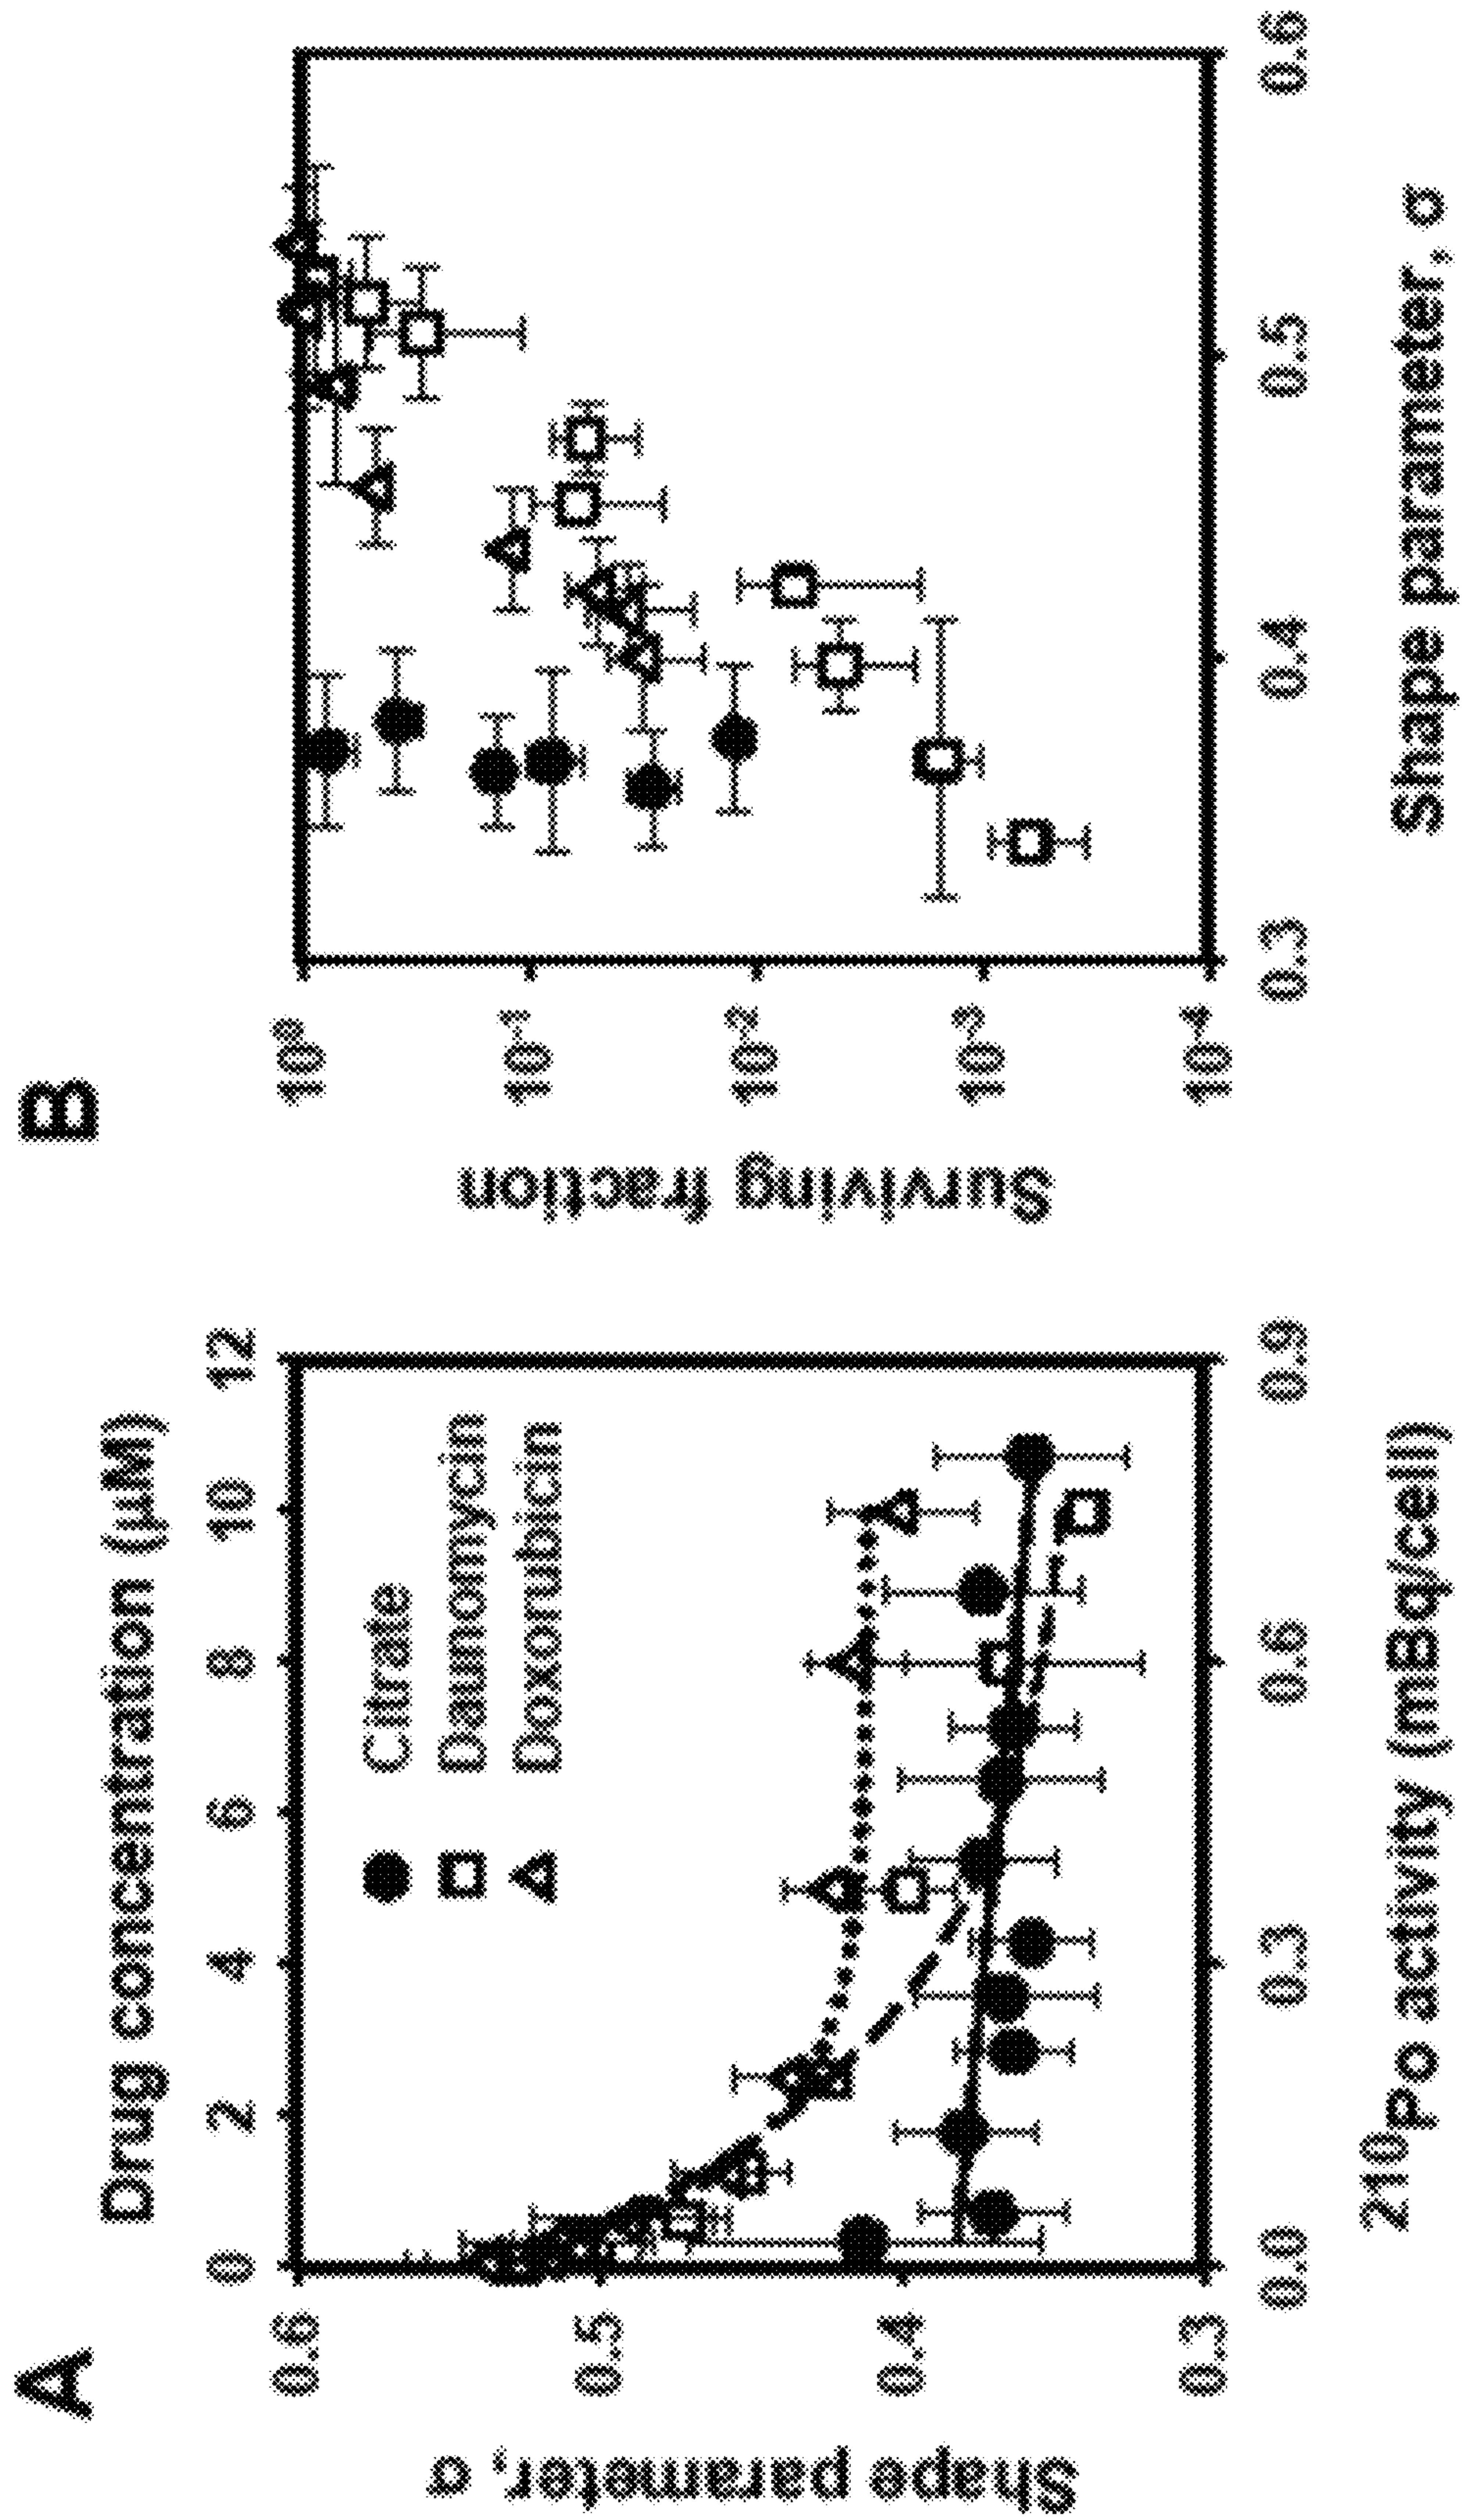 A
Drug concentration (μM)
0 2 4 6 8 10 12
Shape parameter, σ
0.6
0.5
0.4
0.3
Citrate
Daunomycin
Doxorubicin
0.0 0.3 0.6 0.9
²¹⁰Po activity (mBq/cell)
B
Surviving fraction
10⁰
10⁻¹
10⁻²
10⁻³
10⁻⁴
0.3 0.4 0.5 0.6
Shape parameter, σ